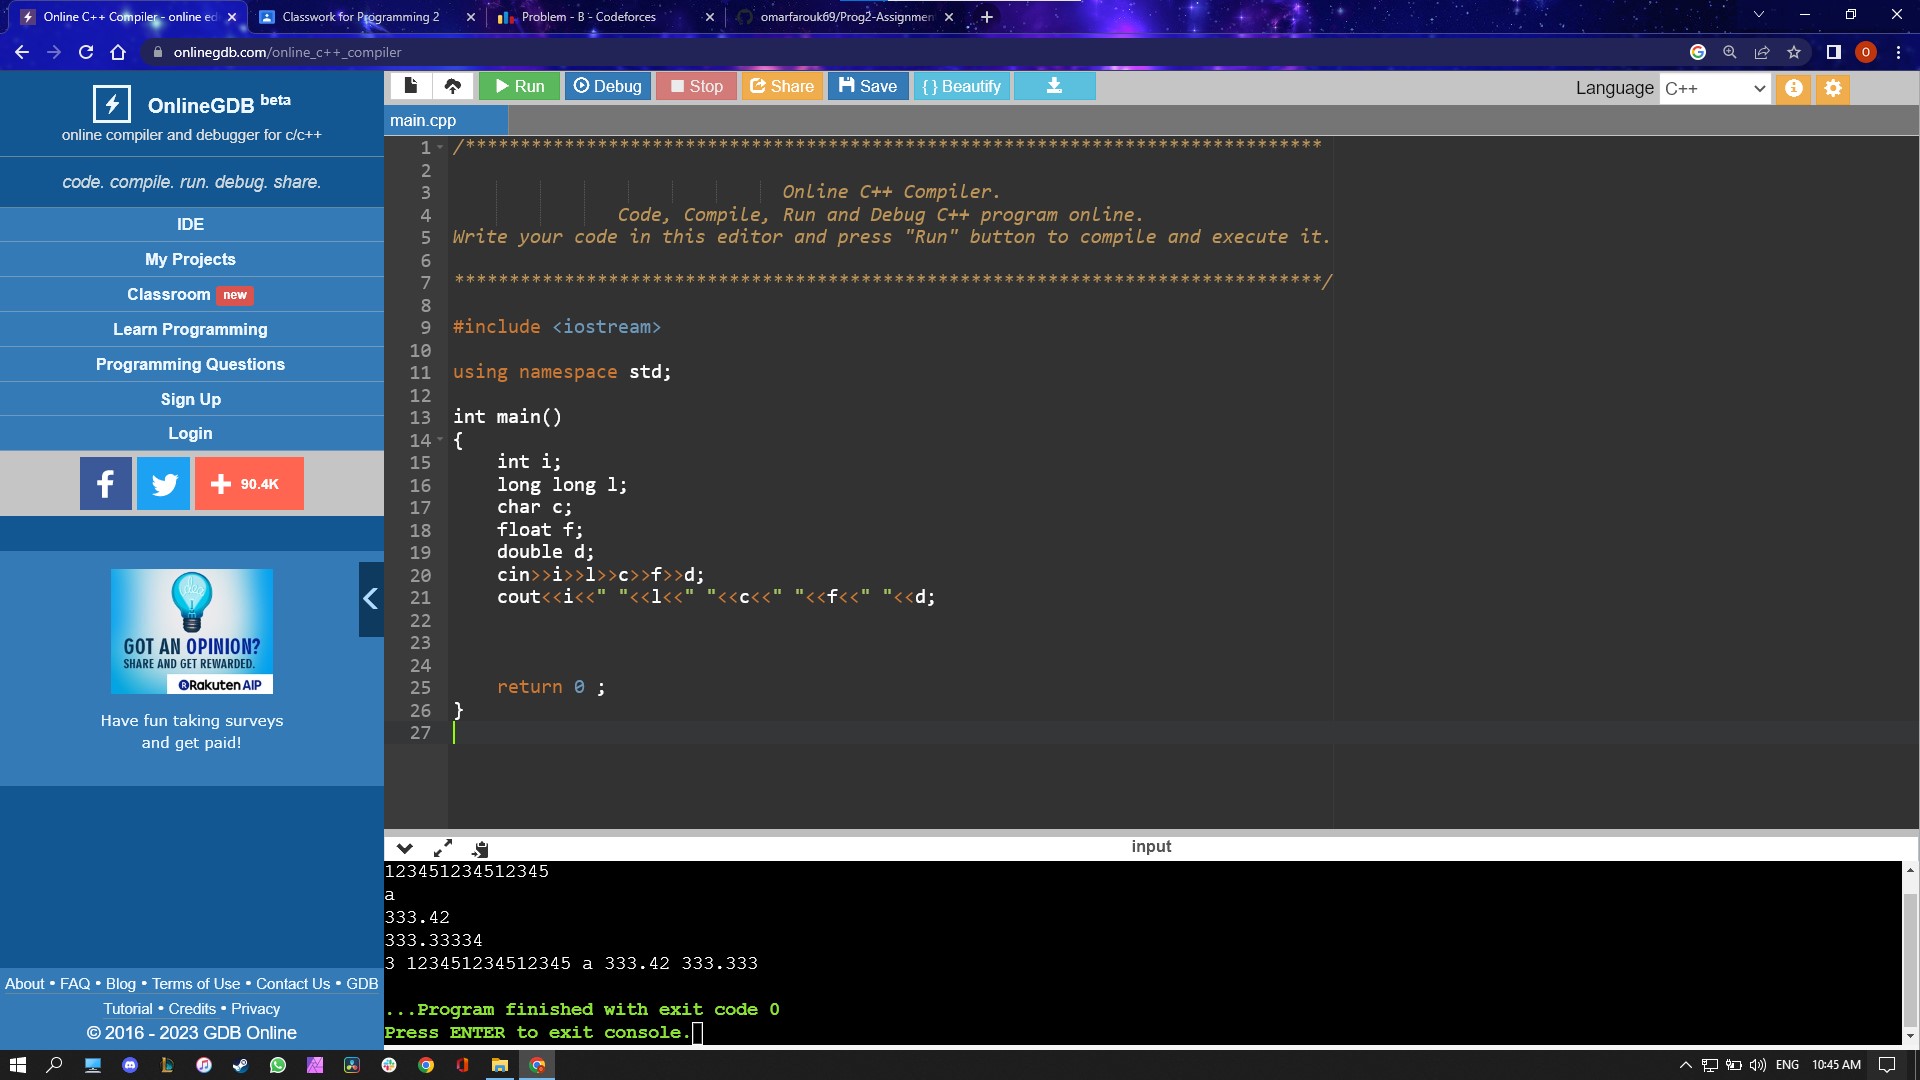 Online C++ Compiler - online ed
Classwork for Programming 2
Problem - B - Codeforces
omarfarouk69/Prog2-Assignmen
onlinegdb.com/online_c++_compiler
O
OnlineGDB beta
online compiler and debugger for c/c++
code. compile. run. debug. share.
IDE
My Projects
Classroom new
Learn Programming
Programming Questions
Sign Up
Login
90.4K
GOT AN OPINION?
SHARE AND GET REWARDED.
Rakuten AIP
Have fun taking surveys
and get paid!
About • FAQ • Blog • Terms of Use • Contact Us • GDB
Tutorial • Credits • Privacy
© 2016 - 2023 GDB Online
Run Debug Stop Share Save { } Beautify
Language C++
main.cpp
1 /******************************************************************************
2
3 Online C++ Compiler.
4 Code, Compile, Run and Debug C++ program online.
5 Write your code in this editor and press "Run" button to compile and execute it.
6
7 *******************************************************************************/
8
9 #include <iostream>
10
11 using namespace std;
12
13 int main()
14 {
15 int i;
16 long long l;
17 char c;
18 float f;
19 double d;
20 cin>>i>>l>>c>>f>>d;
21 cout<<i<<" "<<l<<" "<<c<<" "<<f<<" "<<d;
22
23
24
25 return 0 ;
26 }
27
input
123451234512345
a
333.42
333.33334
3 123451234512345 a 333.42 333.333
...Program finished with exit code 0
Press ENTER to exit console.
ENG
10:45 AM